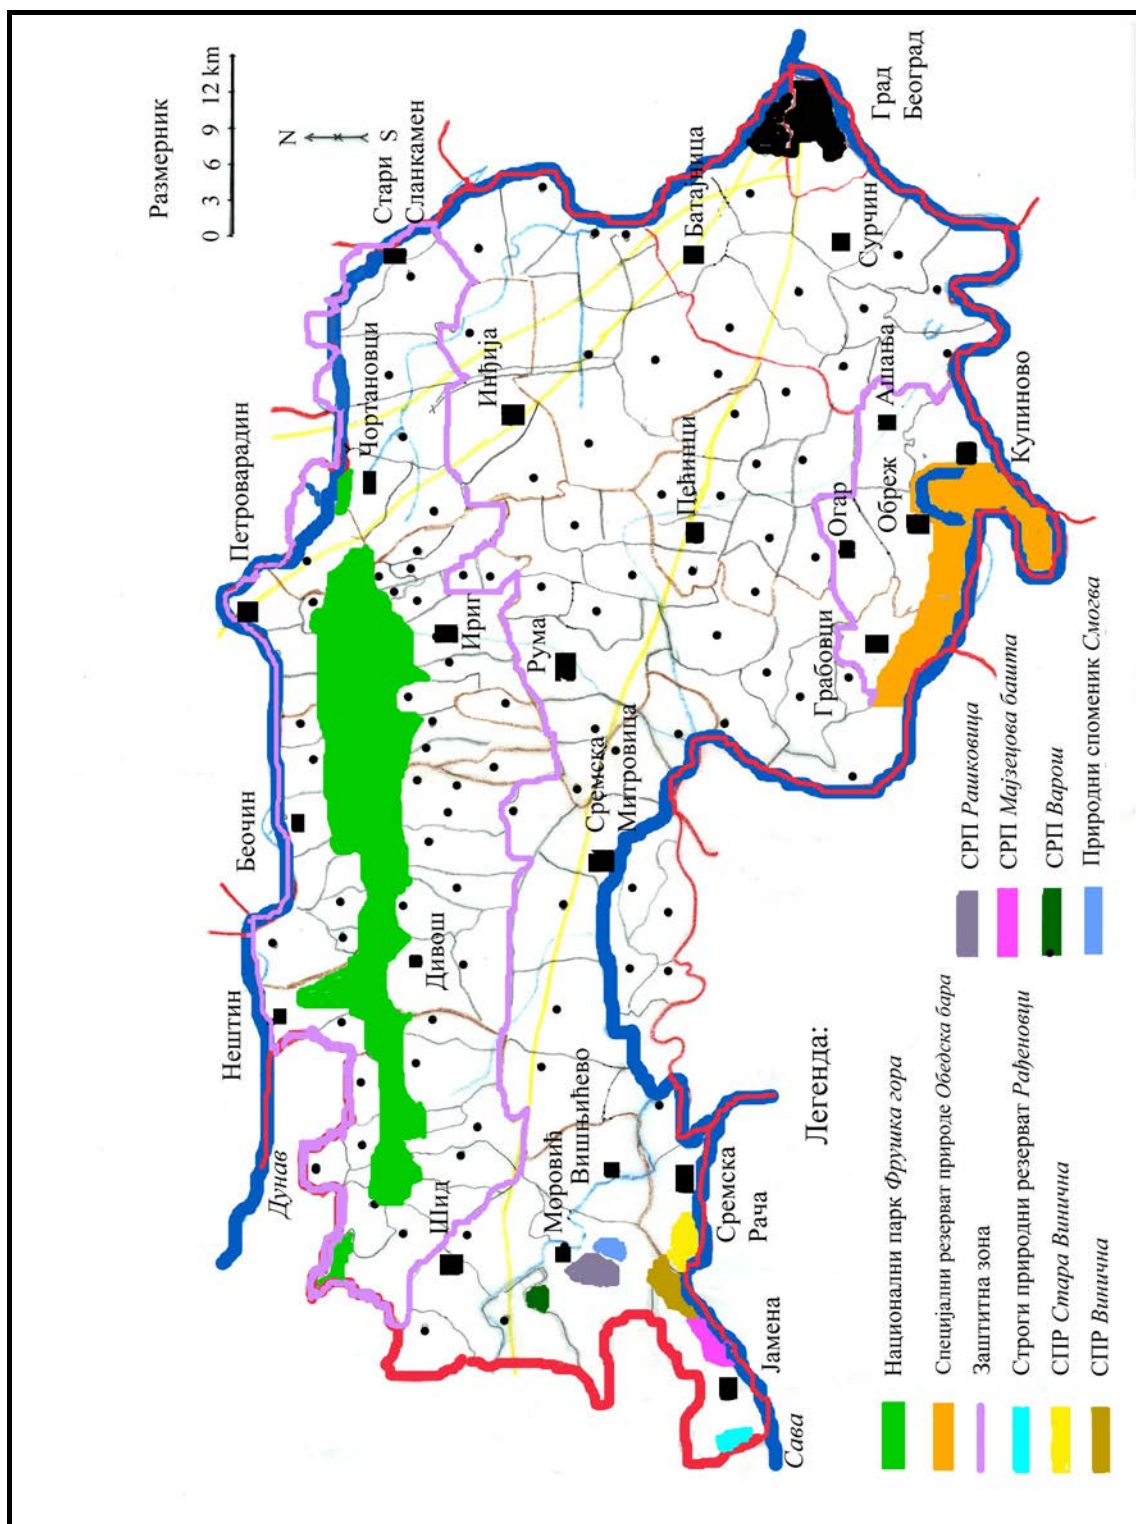 Размерник
0 3 6 9 12 km
N
S
Петроварадин
Стари
Сланкамен
Беочин
Чортановци
Нештин
Дунав
Инђија
Ириг
Дивош
Батајница
Град
Београд
Шид
Рума
Пећинци
Сурчин
Сремска
Митровица
Моровић
Вишњићево
Огар
Ашања
Грабовци
Обреж
Купиново
Сремска
Рача
Јамена
Сава
Легенда:
Национални парк Фрушка гора
Специјални резерват природе Обедска бара
Заштитна зона
Строги природни резерват Рађеновци
СПР Стара Винична
СПР Винична
СРП Рашковица
СРП Мајзецова башта
СРП Варош
Природни споменик Смогва